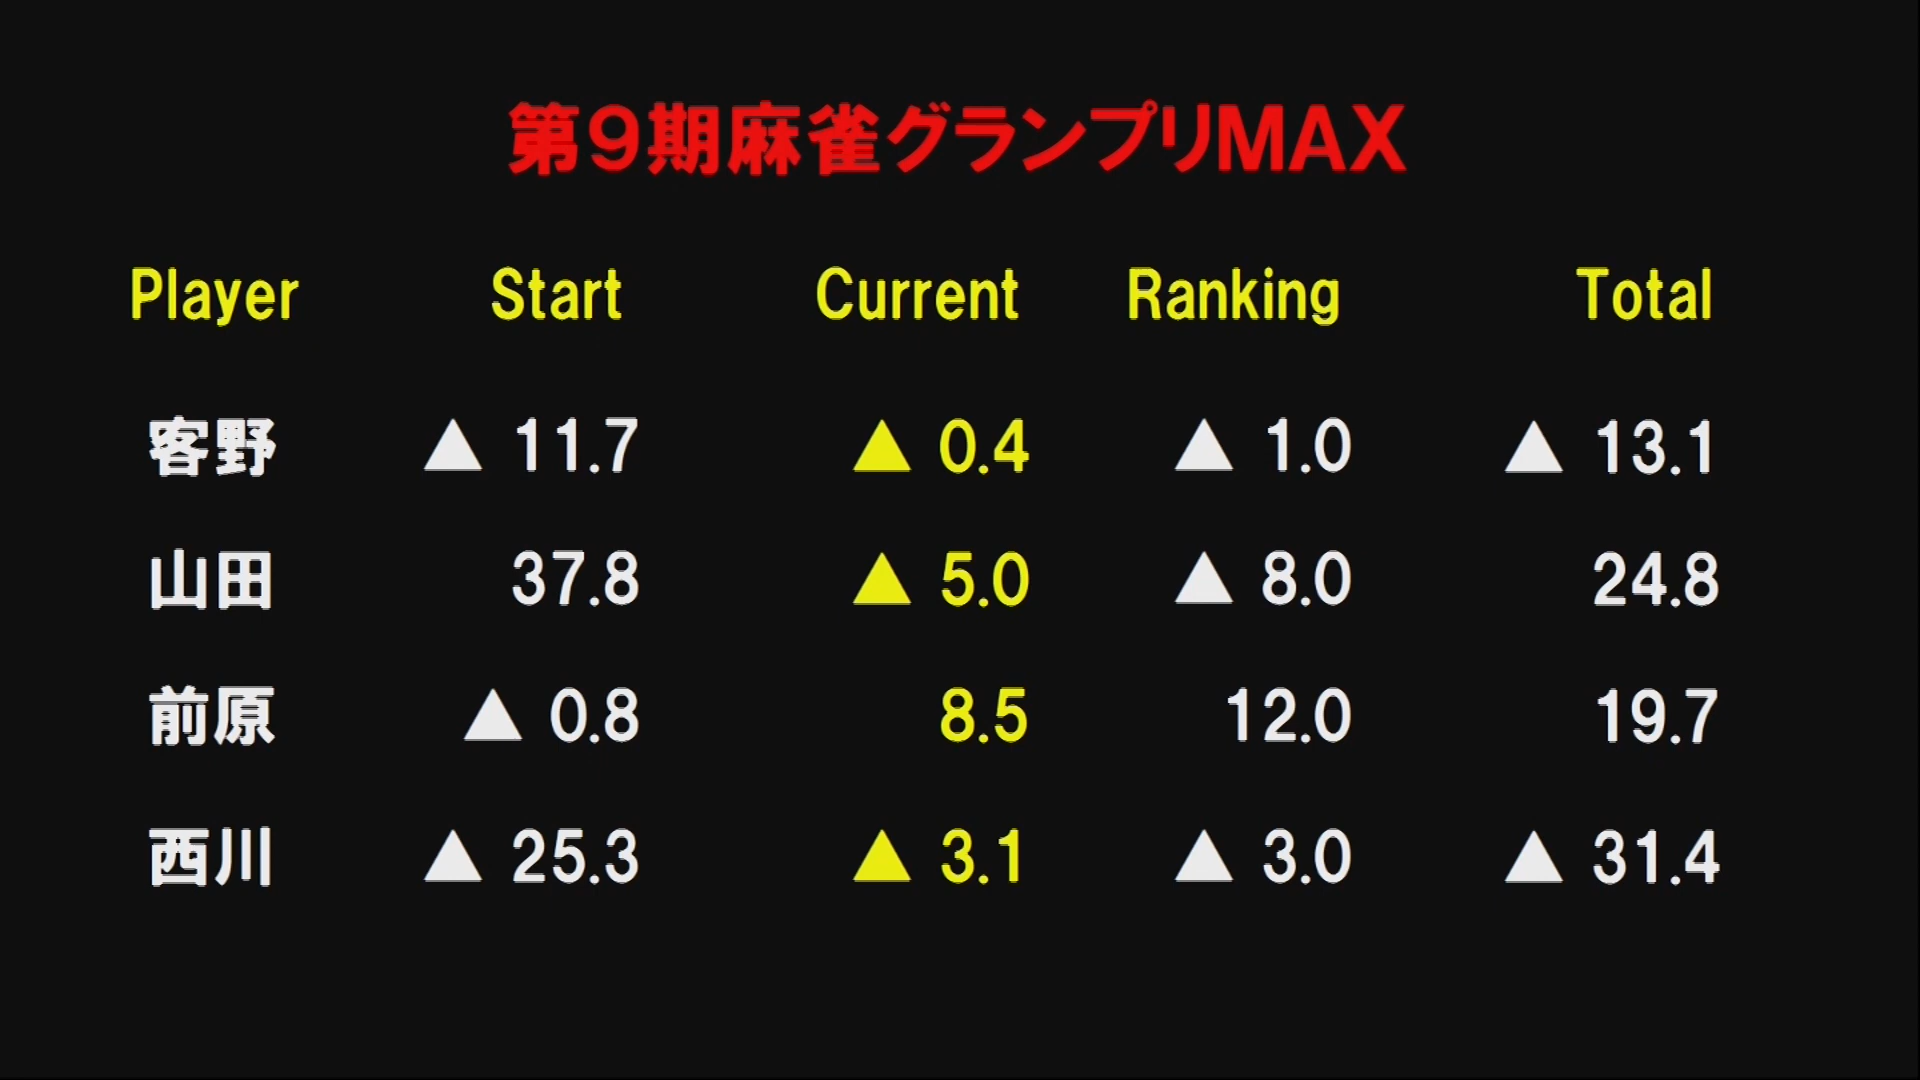 第9期麻雀グランプリMAX
Player Start Current Ranking Total
客野 ▲ 11.7 ▲ 0.4 ▲ 1.0 ▲ 13.1
山田 37.8 ▲ 5.0 ▲ 8.0 24.8
前原 ▲ 0.8 8.5 12.0 19.7
西川 ▲ 25.3 ▲ 3.1 ▲ 3.0 ▲ 31.4